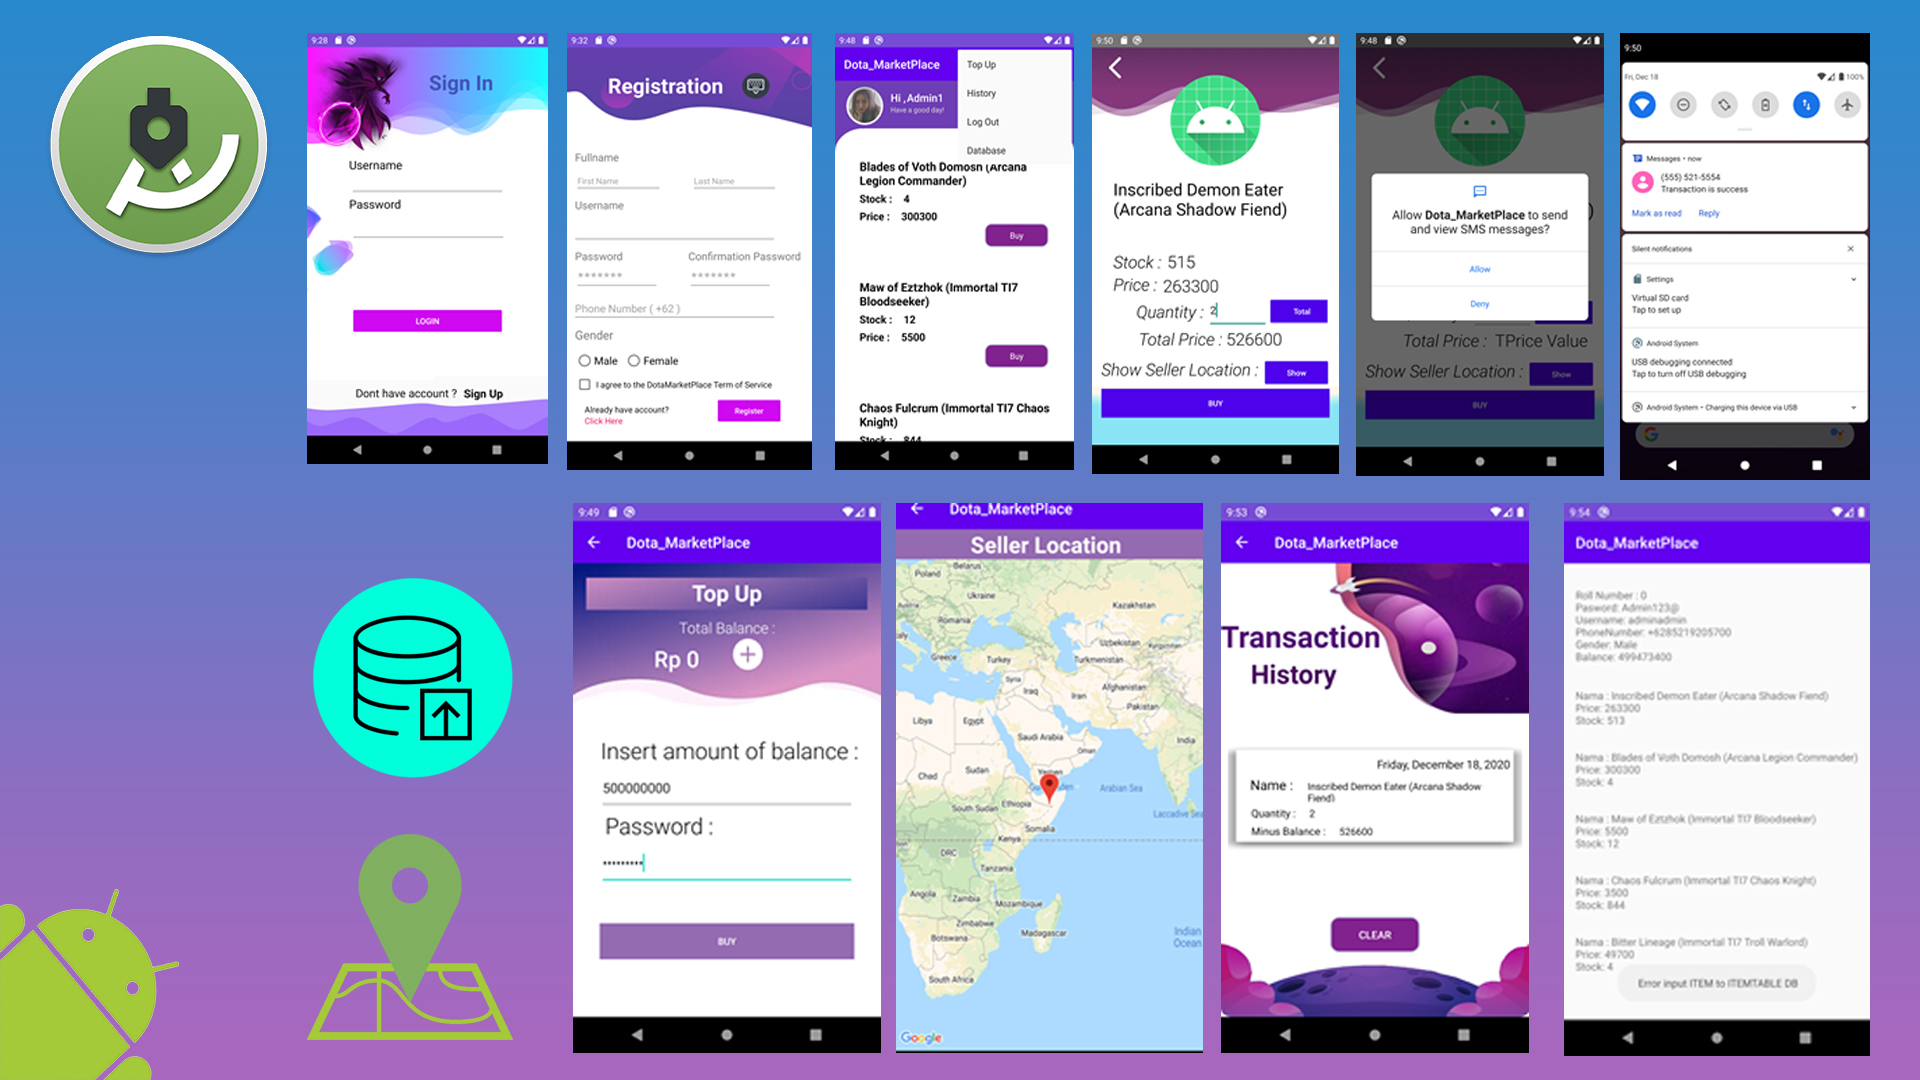 9:28
Sign In
Username
Password
LOGIN
Dont have account ? Sign Up
9:32
Registration
Fullname
First Name Last Name
Username
Password Confirmation Password
******* *******
Phone Number ( +62 )
Gender
Male Female
I agree to the DotaMarketPlace Term of Service
Already have account?
Click Here
Register
9:48
Dota_MarketPlace
Hi ,Admin1
Have a good day!
Top Up
History
Log Out
Database
Blades of Voth Domosh (Arcana
Legion Commander)
Stock : 4
Price : 300300
Buy
Maw of Eztzhok (Immortal TI7
Bloodseeker)
Stock : 12
Price : 5500
Buy
Chaos Fulcrum (Immortal TI7 Chaos
Knight)
Stock : 844
9:50
Inscribed Demon Eater
(Arcana Shadow Fiend)
Stock : 515
Price : 263300
Quantity : 2
Total
Total Price : 526600
Show Seller Location :
Show
BUY
9:48
Allow Dota_MarketPlace to send
and view SMS messages?
Allow
Deny
Total Price : TPrice Value
Show Seller Location :
Show
BUY
9:50
Fri, Dec 18
100%
Messages • now
(555) 521-5554
Transaction is success
Mark as read Reply
Silent notifications
Settings
Virtual SD card
Tap to set up
Android System
USB debugging connected
Tap to turn off USB debugging
Android System • Charging this device via USB
9:49
Dota_MarketPlace
Top Up
Total Balance :
Rp 0
Insert amount of balance :
500000000
Password :
BUY
Dota_MarketPlace
Seller Location
Belarus
Poland
Ukraine
Austria
Kazakhstan
Romania
Italy
Uzbekistan
Kyrgyzstan
Greece
Turkey
Turkmenistan
Syria
Iraq
Iran
Afghanistan
Pakistan
Libya
Egypt
Saudi Arabia
Oman
India
Chad
Sudan
Yemen
Arabian Sea
South Sudan
Ethiopia
Laccadive Sea
Somalia
Kenya
DRC
Tanzania
Angola
Zambia
Mozambique
Zimbabwe
Botswana
Madagascar
Indian
Ocean
South Africa
Google
9:53
Dota_MarketPlace
Transaction
History
Friday, December 18, 2020
Name : Inscribed Demon Eater (Arcana Shadow
Fiend)
Quantity : 2
Minus Balance : 526600
CLEAR
9:54
Dota_MarketPlace
Roll Number : 0
Pasword: Admin123@
Username: adminadmin
PhoneNumber: +6285219205700
Gender: Male
Balance: 499473400
Nama : Inscribed Demon Eater (Arcana Shadow Fiend)
Price: 263300
Stock: 513
Nama : Blades of Voth Domosh (Arcana Legion Commander)
Price: 300300
Stock: 4
Nama : Maw of Eztzhok (Immortal TI7 Bloodseeker)
Price: 5500
Stock: 12
Nama : Chaos Fulcrum (Immortal TI7 Chaos Knight)
Price: 3500
Stock: 844
Nama : Bitter Lineage (Immortal TI7 Troll Warlord)
Price: 49700
Stock: 4
Error input ITEM to ITEMTABLE DB